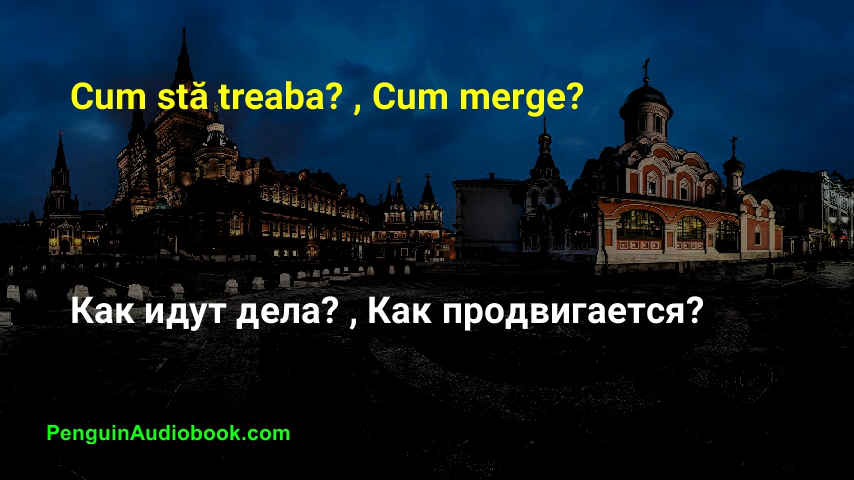 Cum stă treaba? , Cum merge?
Как идут дела? , Как продвигается?
PenguinAudiobook.com